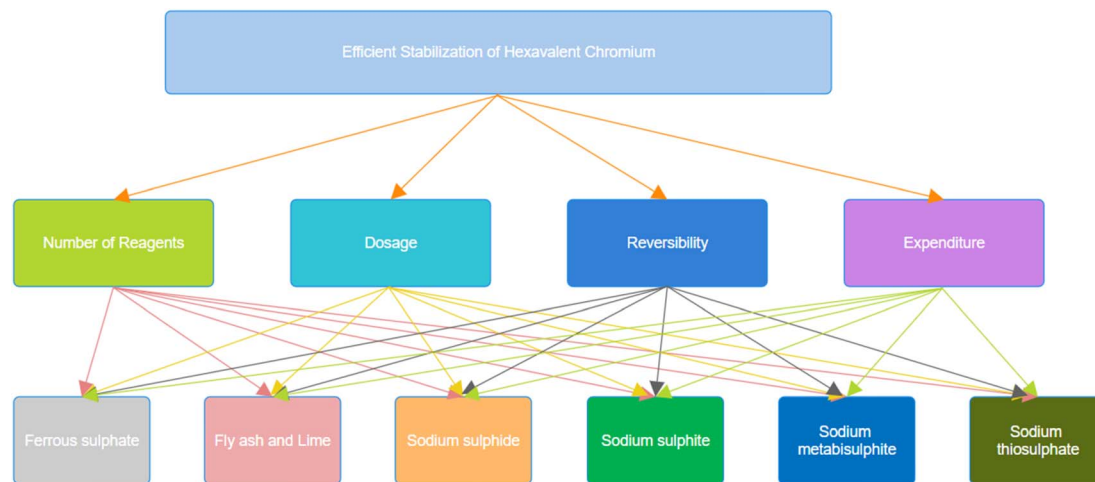 Efficient Stabilization of Hexavalent Chromium
Number of Reagents
Dosage
Reversibility
Expenditure
Ferrous sulphate
Fly ash and Lime
Sodium sulphide
Sodium sulphite
Sodium
metabisulphite
Sodium
thiosulphate